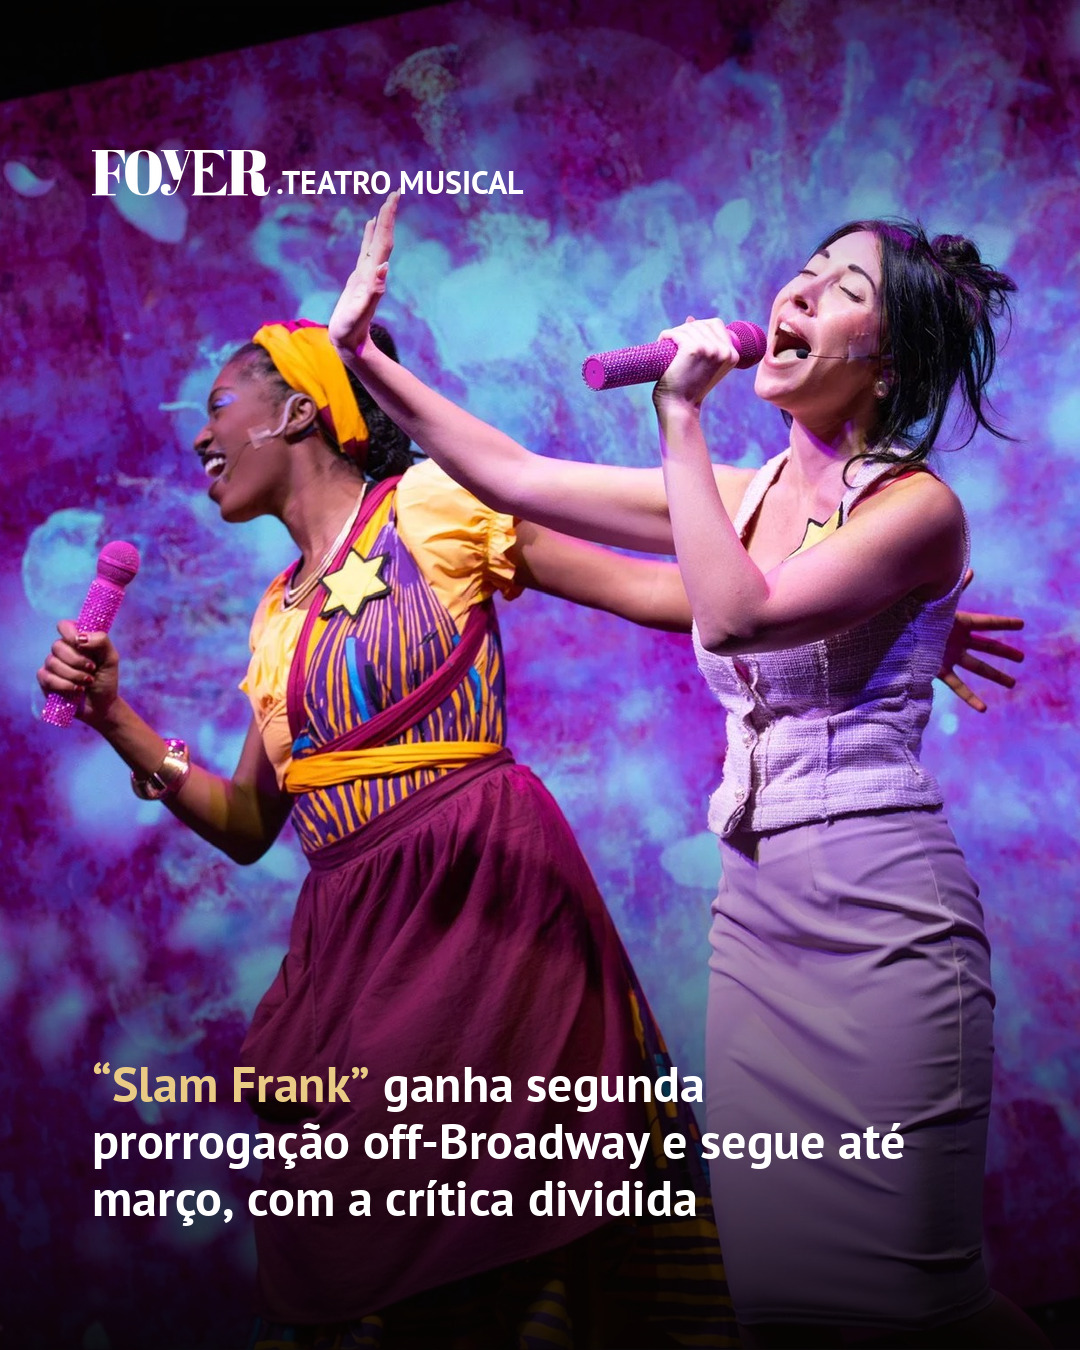 FOYER .TEATRO MUSICAL
“Slam Frank” ganha segunda
prorrogação off-Broadway e segue até
março, com a crítica dividida